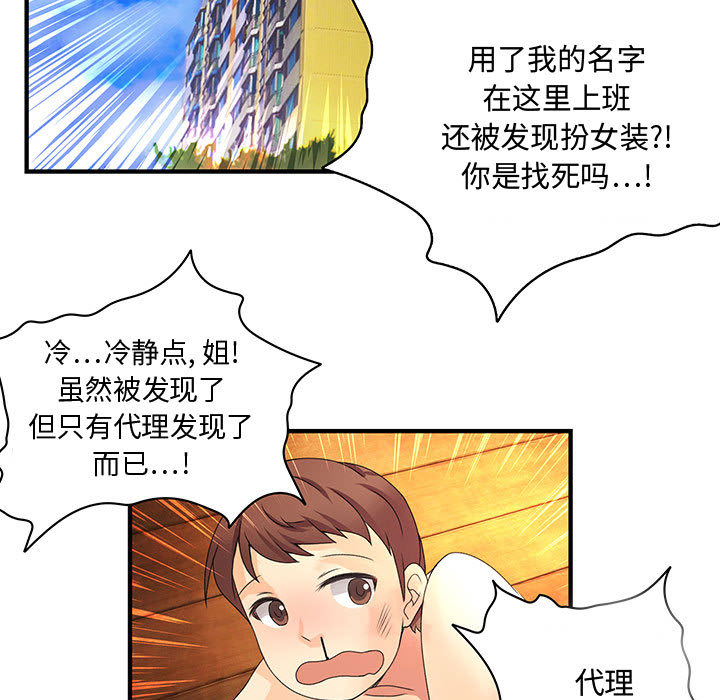 用了我的名字
在这里上班
还被发现扮女装?!
你是找死吗...!
冷...冷静点, 姐!
虽然被发现了
但只有代理发现了
而已...!
代理